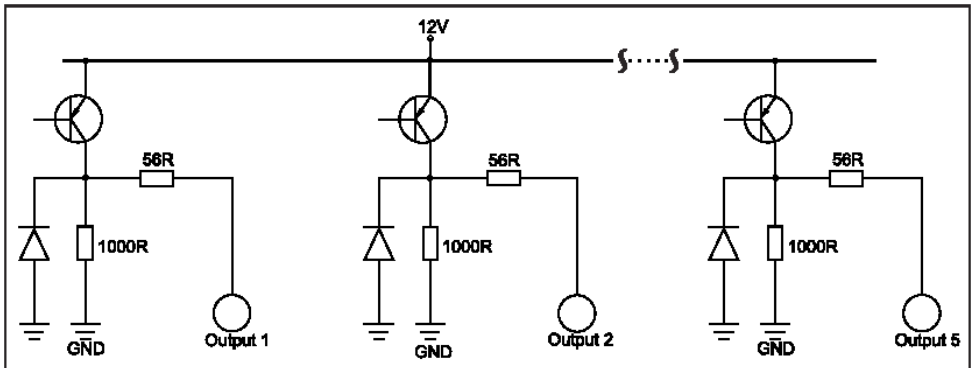 12V
56R
56R
56R
1000R
1000R
1000R
GND
Output 1
GND
Output 2
GND
Output 5